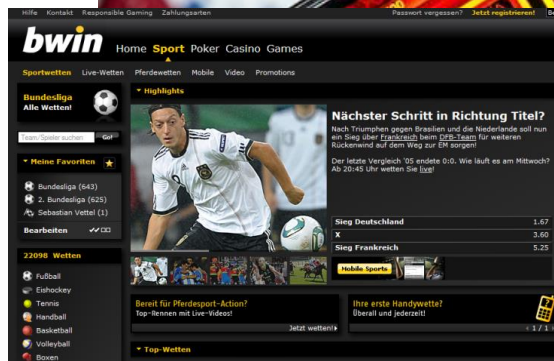 Hilfe Kontakt Responsible Gaming Zahlungsarten
Passwort vergessen? Jetzt registrieren!
bwin
Home Sport Poker Casino Games
Sportwetten Live-Wetten Pferdewetten Mobile Video Promotions
Bundesliga
Alle Wetten!
Team/Spieler suchen Go!
Meine Favoriten
Bundesliga (643)
2. Bundesliga (625)
Sebastian Vettel (1)
Bearbeiten
22098 Wetten
Fußball
Eishockey
Tennis
Handball
Basketball
Volleyball
Boxen
Highlights
Nächster Schritt in Richtung Titel?
Nach Triumphen gegen Brasilien und die Niederlande soll nun
ein Sieg über Frankreich beim DFB-Team für weiteren
Rückenwind auf dem Weg zur EM sorgen!
Der letzte Vergleich '05 endete 0:0. Wie läuft es am Mittwoch?
Ab 20:45 Uhr wetten Sie live!
Sieg Deutschland 1.67
X 3.60
Sieg Frankreich 5.25
Mobile Sports
Bereit für Pferdesport-Action?
Top-Rennen mit Live-Videos!
Jetzt wetten!
Ihre erste Handywette?
Überall und jederzeit!
1 / 1
Top-Wetten